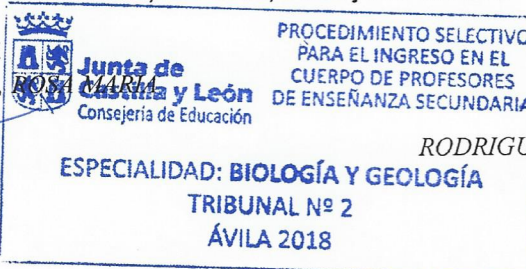 PROCEDIMIENTO SELECTIVO
PARA EL INGRESO EN EL
CUERPO DE PROFESORES
DE ENSEÑANZA SECUNDARIA
Junta de
Castilla y León
Consejería de Educación
ROSA MARIA
RODRIGU
ESPECIALIDAD: BIOLOGÍA Y GEOLOGÍA
TRIBUNAL Nº 2
ÁVILA 2018